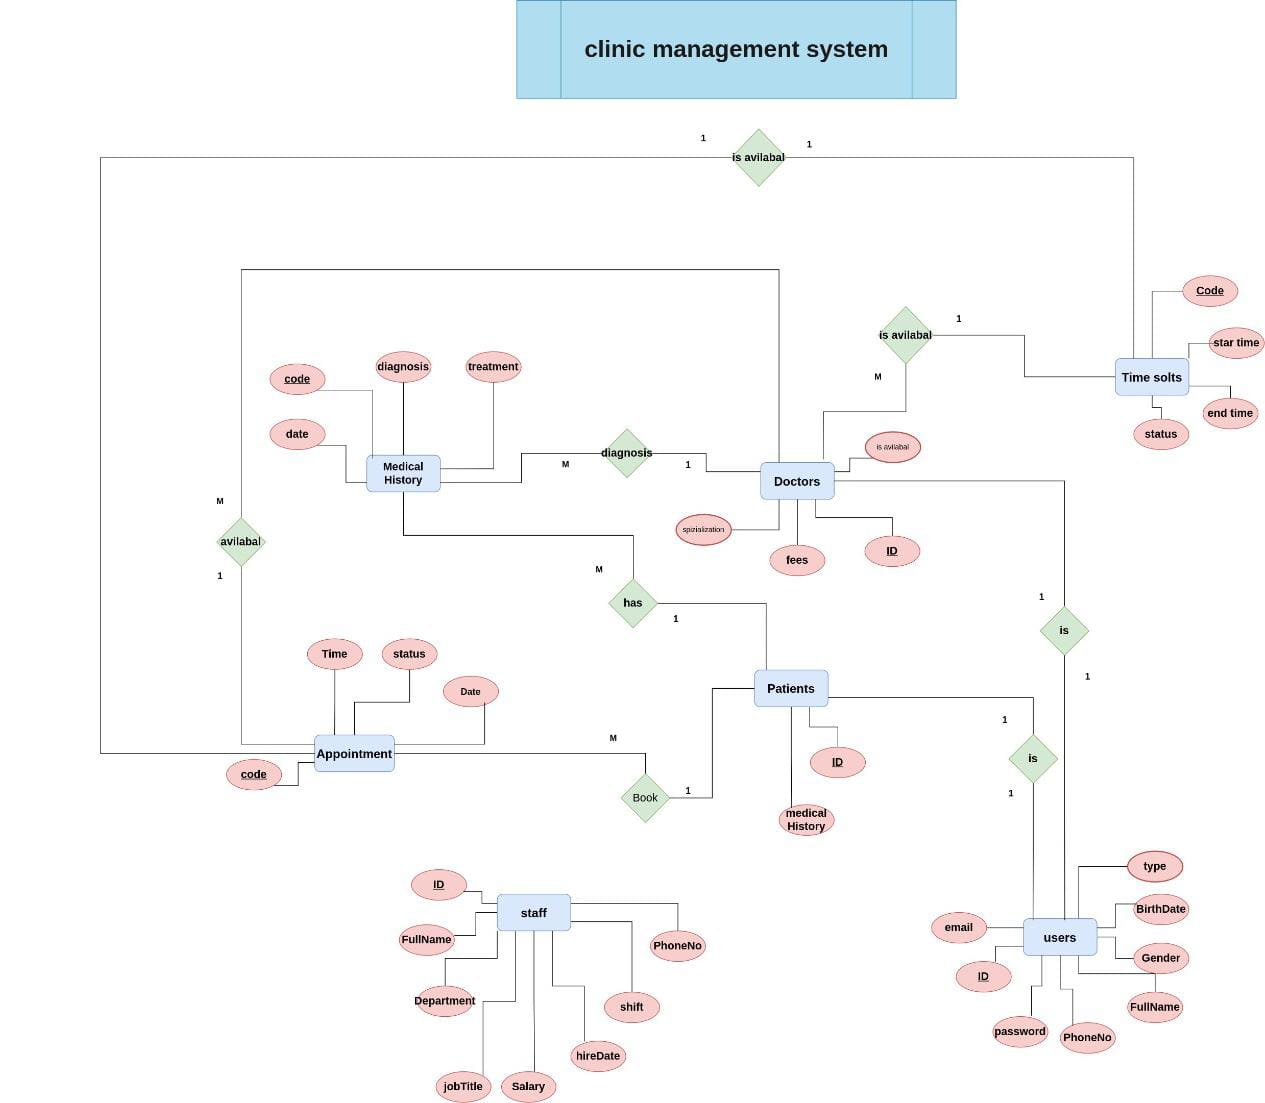 clinic management system
1
is avilabal
1
Code
is avilabal
1
star time
M
Time solts
end time
status
code
diagnosis
treatment
date
Medical
History
M
diagnosis
1
is avilabal
Doctors
spizialization
fees
ID
M
avilabal
1
M
has
1
1
is
1
Time
status
Date
Appointment
code
M
Book
1
Patients
ID
medical
History
1
is
1
ID
staff
FullName
PhoneNo
Department
shift
hireDate
jobTitle
Salary
type
BirthDate
email
users
Gender
ID
FullName
password
PhoneNo